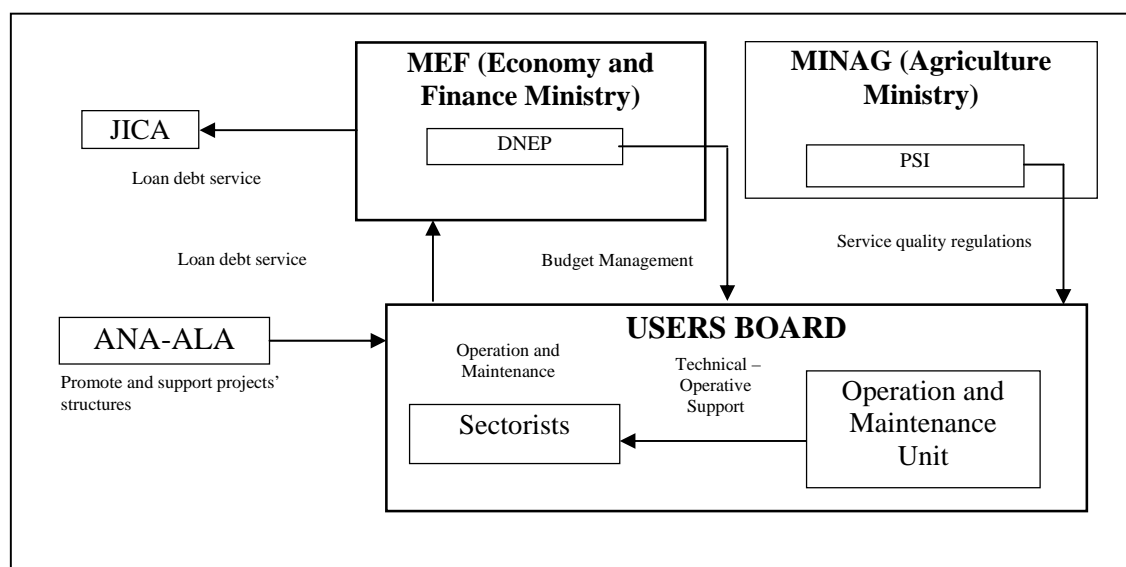 MEF (Economy and
Finance Ministry)
DNEP
MINAG (Agriculture
Ministry)
PSI
JICA
Loan debt service
Loan debt service
Budget Management
Service quality regulations
ANA-ALA
Promote and support projects’
structures
USERS BOARD
Operation and
Maintenance
Technical –
Operative
Support
Sectorists
Operation and
Maintenance
Unit